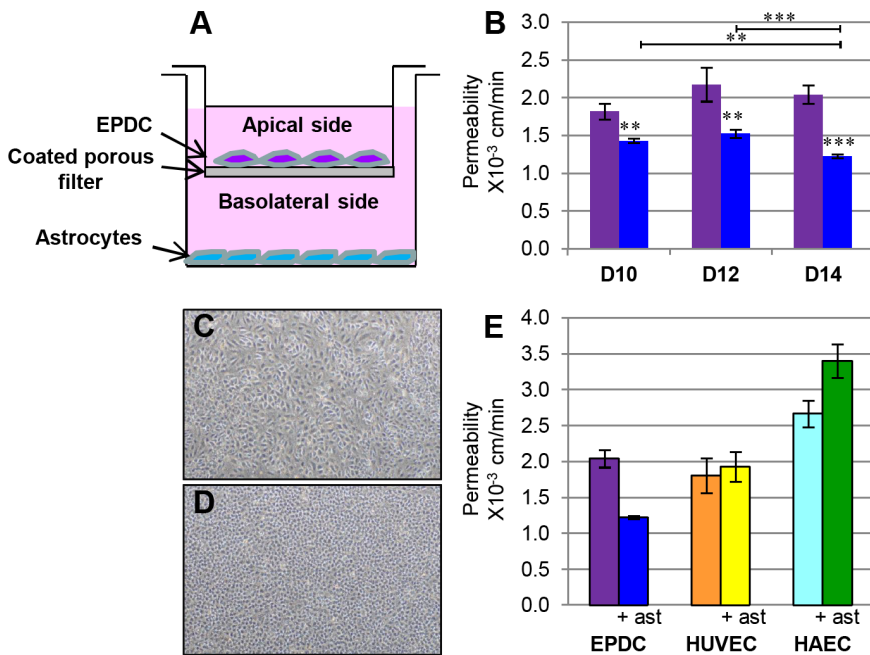 A
EPDC
Coated porous
filter
Astrocytes
Apical side
Basolateral side
B
Permeability
X10⁻³ cm/min
3.0
2.5
2.0
1.5
1.0
0.5
0.0
***
**
**
**
***
D10 D12 D14
C
D
E
Permeability
X10⁻³ cm/min
4.0
3.5
3.0
2.5
2.0
1.5
1.0
0.5
0.0
+ ast + ast + ast
EPDC HUVEC HAEC